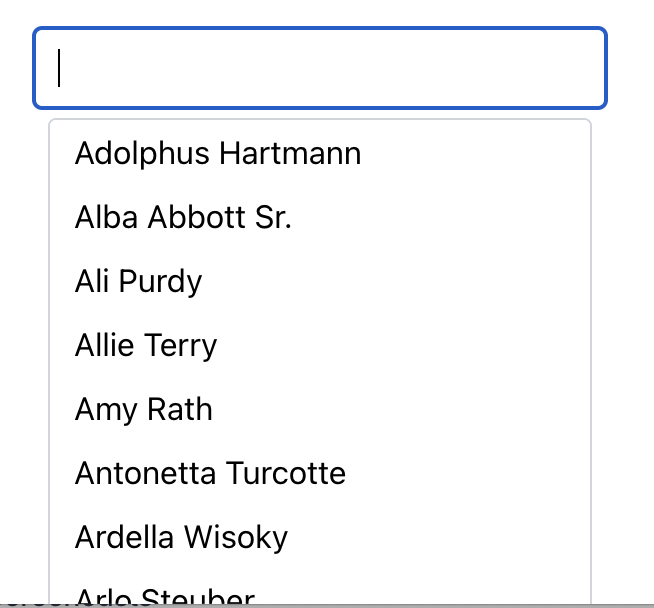 Adolphus Hartmann
Alba Abbott Sr.
Ali Purdy
Allie Terry
Amy Rath
Antonetta Turcotte
Ardella Wisoky
Arlo Steuber